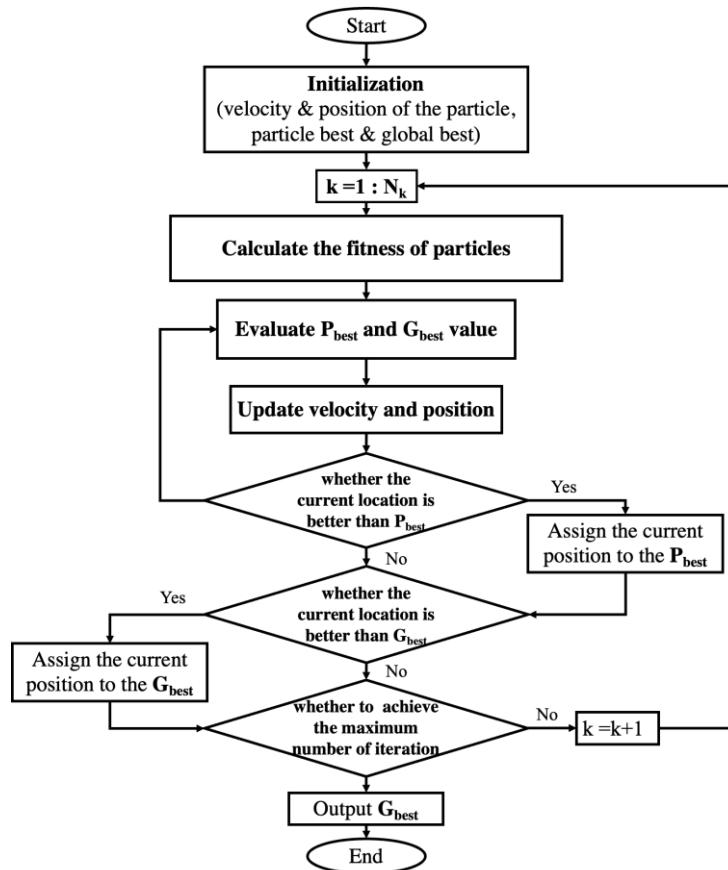 Start
Initialization
(velocity & position of the particle,
particle best & global best)
k =1 : Nk
Calculate the fitness of particles
Evaluate Pbest and Gbest value
Update velocity and position
whether the
current location is
better than Pbest
Yes
Assign the current
position to the Pbest
No
whether the
current location is
better than Gbest
Yes
Assign the current
position to the Gbest
No
whether to achieve
the maximum
number of iteration
No
k =k+1
Output Gbest
End